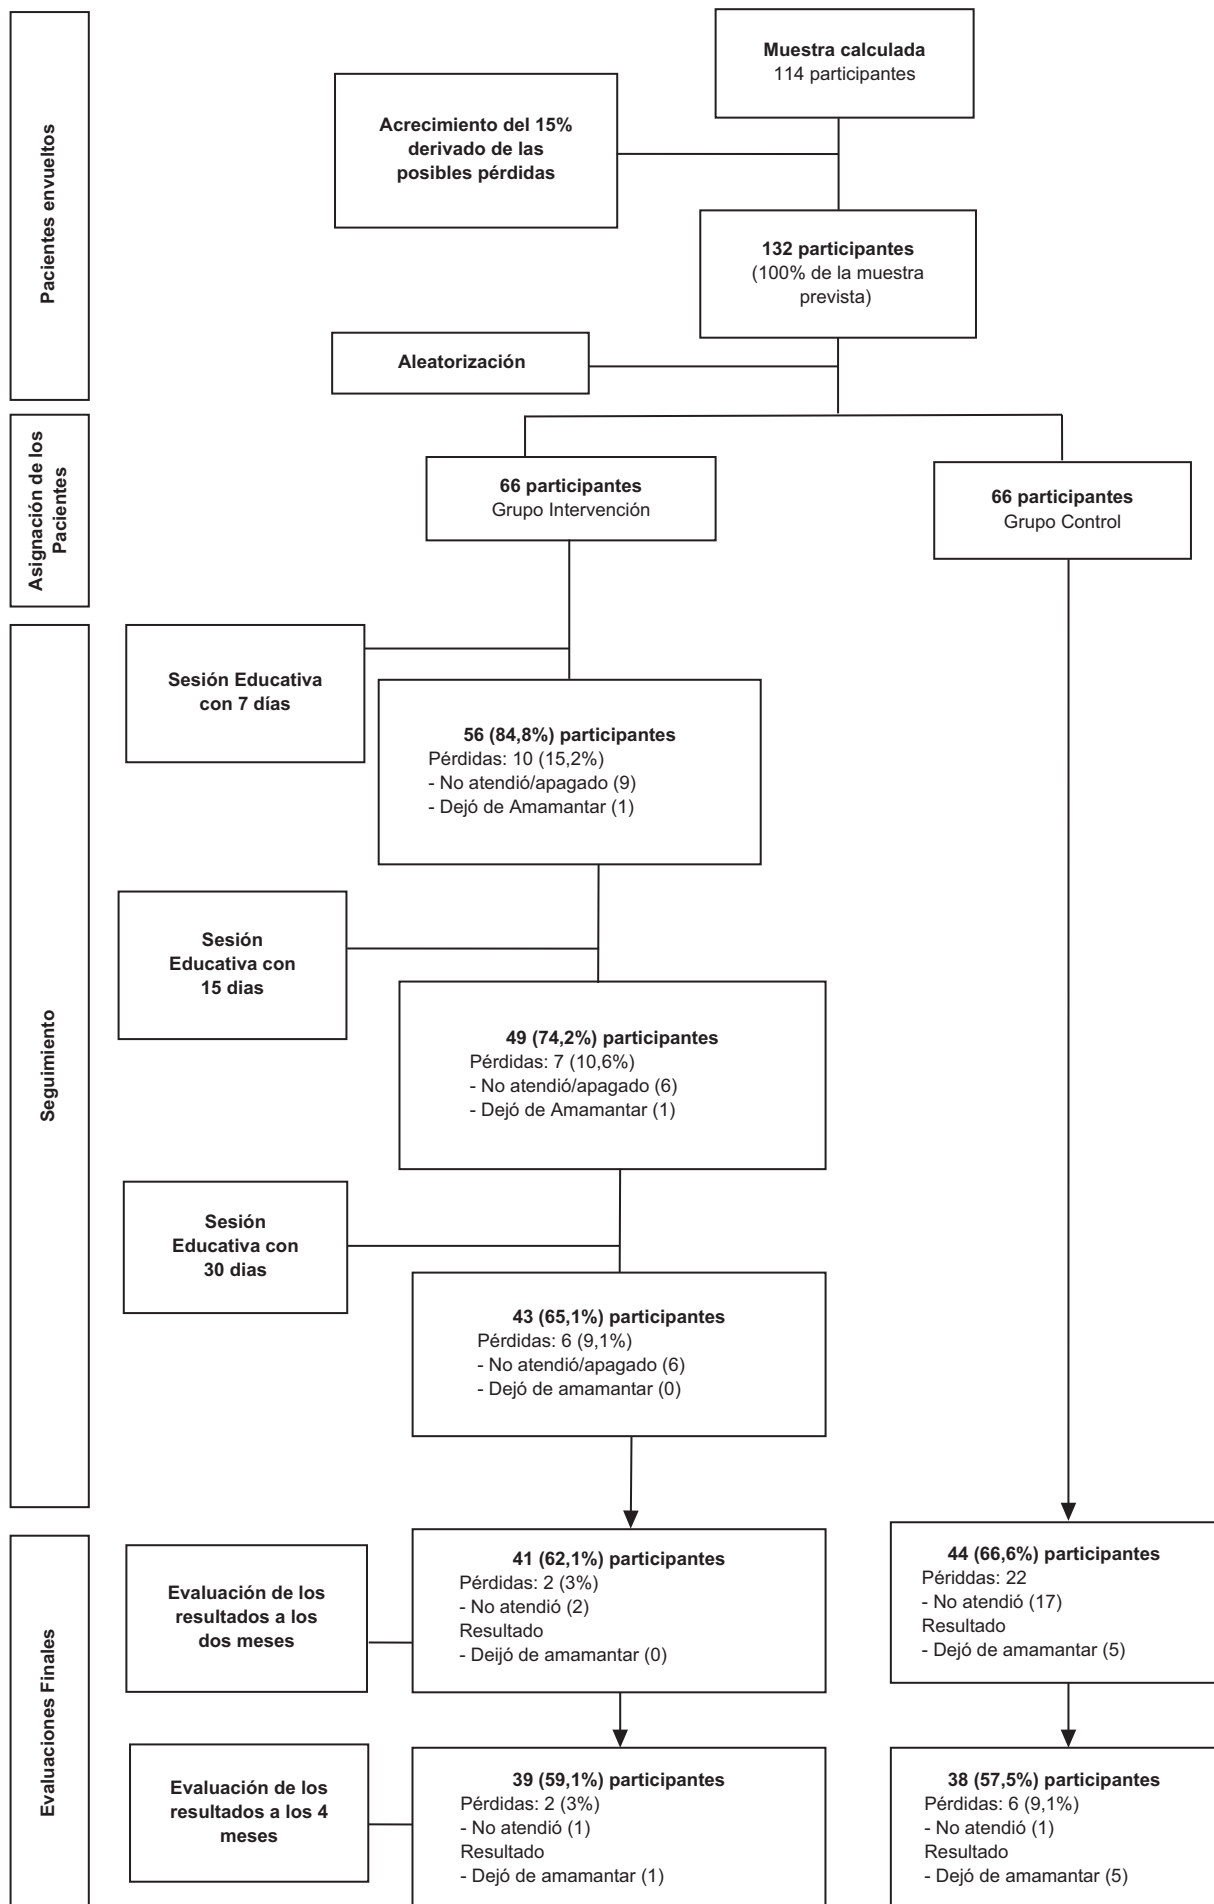 Pacientes envueltos
Muestra calculada
114 participantes
Acrecimiento del 15%
derivado de las
posibles pérdidas
132 participantes
(100% de la muestra
prevista)
Aleatorización
Asignación de los
Pacientes
66 participantes
Grupo Intervención
66 participantes
Grupo Control
Seguimiento
Sesión Educativa
con 7 días
56 (84,8%) participantes
Pérdidas: 10 (15,2%)
- No atendió/apagado (9)
- Dejó de Amamantar (1)
Sesión
Educativa con
15 dias
49 (74,2%) participantes
Pérdidas: 7 (10,6%)
- No atendió/apagado (6)
- Dejó de Amamantar (1)
Sesión
Educativa con
30 dias
43 (65,1%) participantes
Pérdidas: 6 (9,1%)
- No atendió/apagado (6)
- Dejó de amamantar (0)
Evaluaciones Finales
Evaluación de los
resultados a los
dos meses
41 (62,1%) participantes
Pérdidas: 2 (3%)
- No atendió (2)
Resultado
- Deijó de amamantar (0)
44 (66,6%) participantes
Périddas: 22
- No atendió (17)
Resultado
- Dejó de amamantar (5)
Evaluación de los
resultados a los 4
meses
39 (59,1%) participantes
Pérdidas: 2 (3%)
- No atendió (1)
Resultado
- Dejó de amamantar (1)
38 (57,5%) participantes
Pérdidas: 6 (9,1%)
- No atendió (1)
Resultado
- Dejó de amamantar (5)